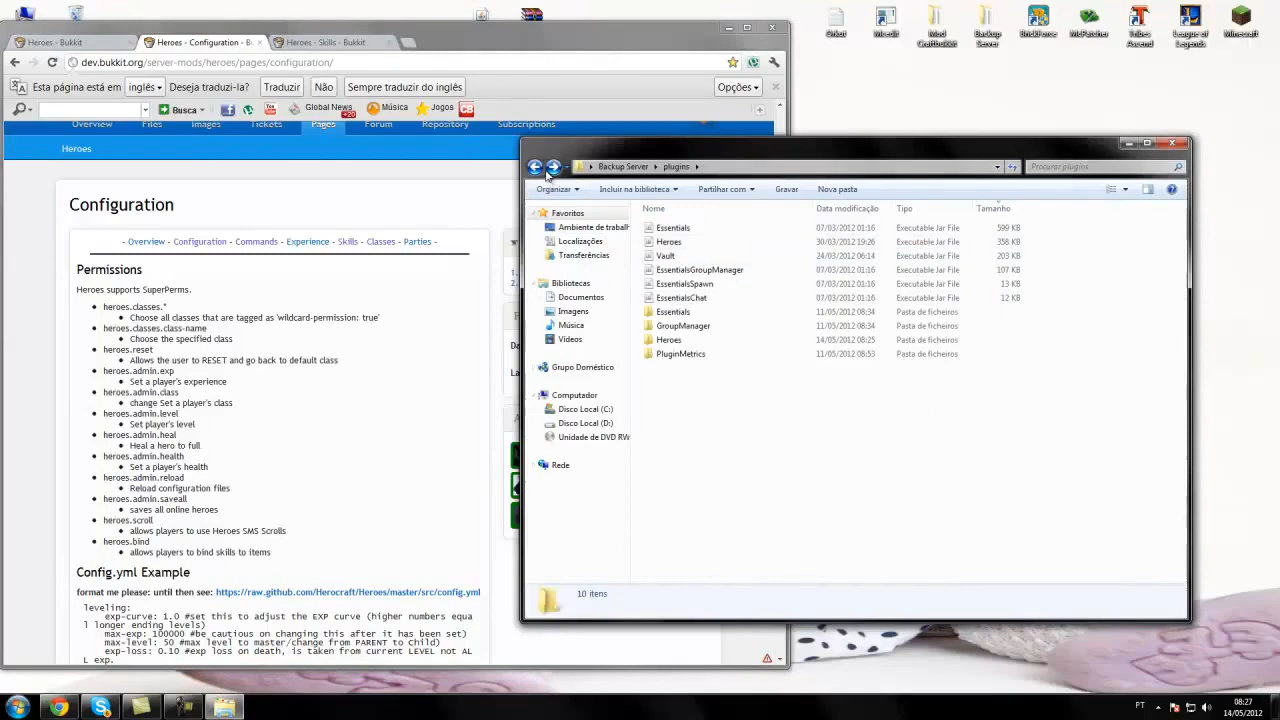 Orkut
Mcedit
Mod Craftbukkit
Backup Server
BrickForce
McPatcher
Tribes Ascend
League of Legends
Minecraft
Heroes - Bukkit
Heroes - Configuration - B
Heroes - Skills - Bukkit
dev.bukkit.org/server-mods/heroes/pages/configuration/
Esta página está em inglês Deseja traduzi-la? Traduzir Não Sempre traduzir do inglês Opções
Busca Global News +20 Música Jogos
Overview Files Images Tickets Pages Forum Repository Subscriptions
Heroes
Configuration
- Overview - Configuration - Commands - Experience - Skills - Classes - Parties -
Permissions
Heroes supports SuperPerms.
heroes.classes.*
Choose all classes that are tagged as 'wildcard-permission: true'
heroes.classes.class-name
Choose the specified class
heroes.reset
Allows the user to RESET and go back to default class
heroes.admin.exp
Set a player's experience
heroes.admin.class
change Set a player's class
heroes.admin.level
Set player's level
heroes.admin.heal
Heal a hero to full
heroes.admin.health
Set a player's health
heroes.admin.reload
Reload configuration files
heroes.admin.saveall
saves all online heroes
heroes.scroll
allows players to use Heroes SMS Scrolls
heroes.bind
allows players to bind skills to items
Config.yml Example
format me please: until then see: https://raw.github.com/Herocraft/Heroes/master/src/config.yml
leveling:
exp-curve: 1.0 #set this to adjust the EXP curve (higher numbers equa
l longer ending levels)
max-exp: 100000 #be cautious on changing this after it has been set)
max-level: 50 #max level to master/change from PARENT to child)
exp-loss: 0.10 #exp loss on death, is taken from current LEVEL not AL
L exp.
Backup Server plugins
Procurar plugins
Organizar Incluir na biblioteca Partilhar com Gravar Nova pasta
Favoritos
Ambiente de trabalh
Localizações
Transferências
Bibliotecas
Documentos
Imagens
Música
Vídeos
Grupo Doméstico
Computador
Disco Local (C:)
Disco Local (D:)
Unidade de DVD RW
Rede
Nome Data modificação Tipo Tamanho
Essentials 07/03/2012 01:16 Executable Jar File 599 KB
Heroes 30/03/2012 19:26 Executable Jar File 358 KB
Vault 24/03/2012 06:14 Executable Jar File 203 KB
EssentialsGroupManager 07/03/2012 01:16 Executable Jar File 107 KB
EssentialsSpawn 07/03/2012 01:16 Executable Jar File 13 KB
EssentialsChat 07/03/2012 01:16 Executable Jar File 12 KB
Essentials 11/05/2012 08:34 Pasta de ficheiros
GroupManager 11/05/2012 08:34 Pasta de ficheiros
Heroes 14/05/2012 08:25 Pasta de ficheiros
PluginMetrics 11/05/2012 08:53 Pasta de ficheiros
10 itens
PT
08:27
14/05/2012